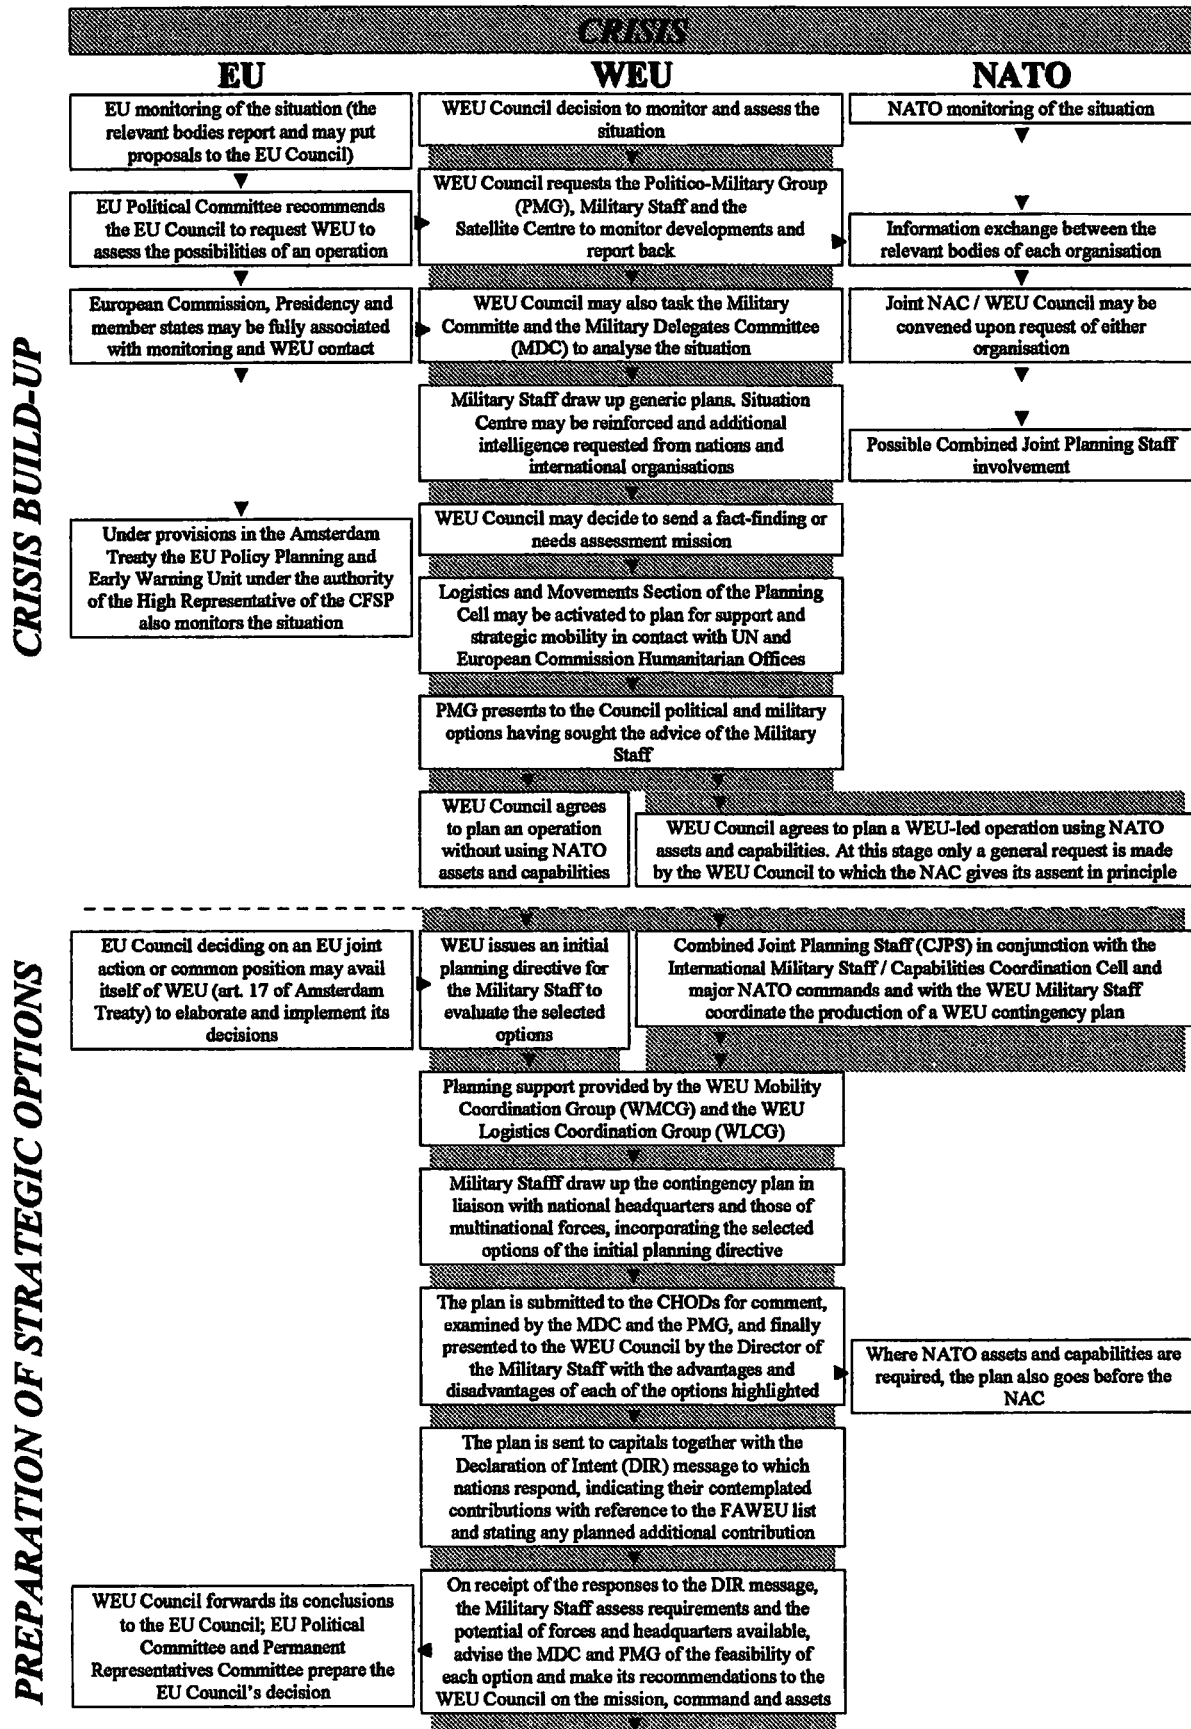 CRISIS
EU
WEU
NATO
CRISIS BUILD-UP
EU monitoring of the situation (the
relevant bodies report and may put
proposals to the EU Council)
WEU Council decision to monitor and assess the
situation
NATO monitoring of the situation
EU Political Committee recommends
the EU Council to request WEU to
assess the possibilities of an operation
WEU Council requests the Politico-Military Group
(PMG), Military Staff and the
Satellite Centre to monitor developments and
report back
Information exchange between the
relevant bodies of each organisation
European Commission, Presidency and
member states may be fully associated
with monitoring and WEU contact
WEU Council may also task the Military
Committe and the Military Delegates Committee
(MDC) to analyse the situation
Joint NAC / WEU Council may be
convened upon request of either
organisation
Military Staff draw up generic plans. Situation
Centre may be reinforced and additional
intelligence requested from nations and
international organisations
Possible Combined Joint Planning Staff
involvement
WEU Council may decide to send a fact-finding or
needs assessment mission
Under provisions in the Amsterdam
Treaty the EU Policy Planning and
Early Warning Unit under the authority
of the High Representative of the CFSP
also monitors the situation
Logistics and Movements Section of the Planning
Cell may be activated to plan for support and
strategic mobility in contact with UN and
European Commission Humanitarian Offices
PMG presents to the Council political and military
options having sought the advice of the Military
Staff
WEU Council agrees
to plan an operation
without using NATO
assets and capabilities
WEU Council agrees to plan a WEU-led operation using NATO
assets and capabilities. At this stage only a general request is made
by the WEU Council to which the NAC gives its assent in principle
PREPARATION OF STRATEGIC OPTIONS
EU Council deciding on an EU joint
action or common position may avail
itself of WEU (art. 17 of Amsterdam
Treaty) to elaborate and implement its
decisions
WEU issues an initial
planning directive for
the Military Staff to
evaluate the selected
options
Combined Joint Planning Staff (CJPS) in conjunction with the
International Military Staff / Capabilities Coordination Cell and
major NATO commands and with the WEU Military Staff
coordinate the production of a WEU contingency plan
Planning support provided by the WEU Mobility
Coordination Group (WMCG) and the WEU
Logistics Coordination Group (WLCG)
Military Stafff draw up the contingency plan in
liaison with national headquarters and those of
multinational forces, incorporating the selected
options of the initial planning directive
The plan is submitted to the CHODs for comment,
examined by the MDC and the PMG, and finally
presented to the WEU Council by the Director of
the Military Staff with the advantages and
disadvantages of each of the options highlighted
Where NATO assets and capabilities are
required, the plan also goes before the
NAC
The plan is sent to capitals together with the
Declaration of Intent (DIR) message to which
nations respond, indicating their contemplated
contributions with reference to the FAWEU list
and stating any planned additional contribution
WEU Council forwards its conclusions
to the EU Council; EU Political
Committee and Permanent
Representatives Committee prepare the
EU Council's decision
On receipt of the responses to the DIR message,
the Military Staff assess requirements and the
potential of forces and headquarters available,
advise the MDC and PMG of the feasibility of
each option and make its recommendations to the
WEU Council on the mission, command and assets